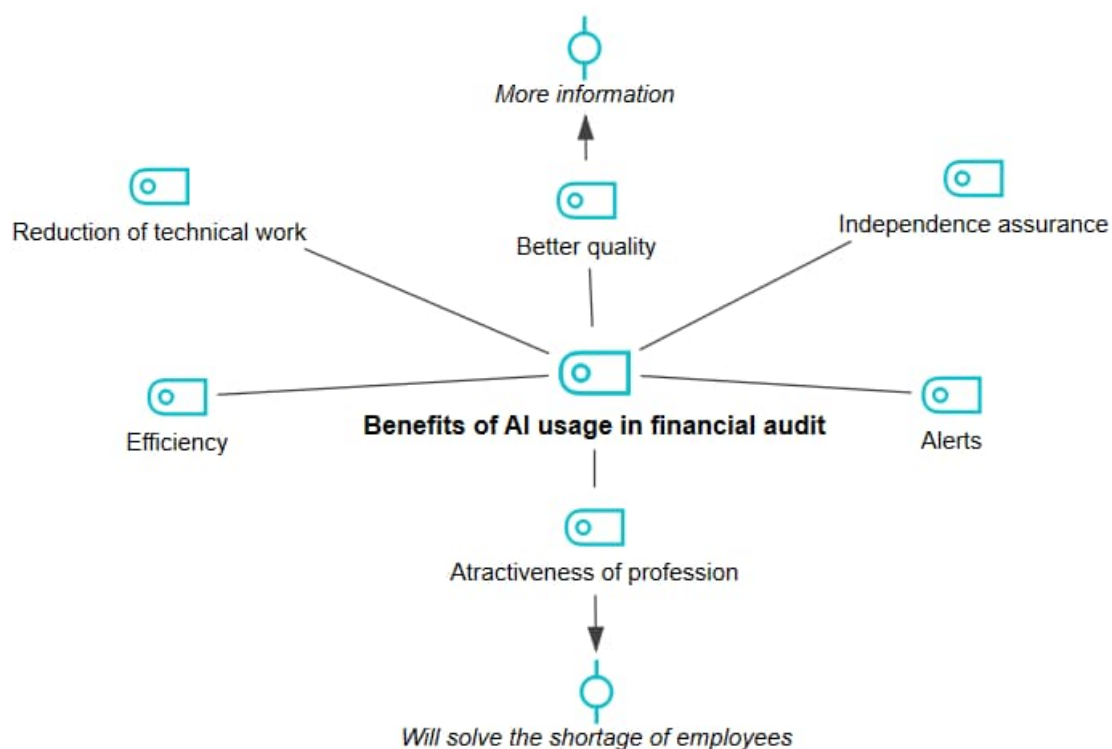 More information
Reduction of technical work
Better quality
Independence assurance
Efficiency
Benefits of AI usage in financial audit
Alerts
Atractiveness of profession
Will solve the shortage of employees